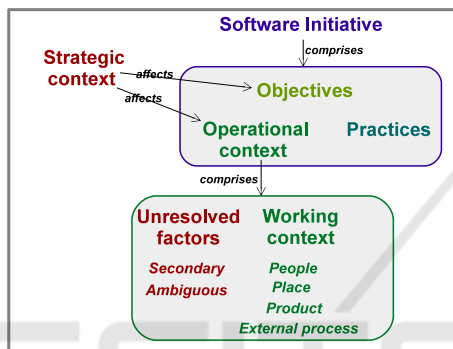 Software Initiative
comprises
Strategic
context
affects
affects
Objectives
Operational
context
Practices
comprises
Unresolved
factors
Secondary
Ambiguous
Working
context
People
Place
Product
External process